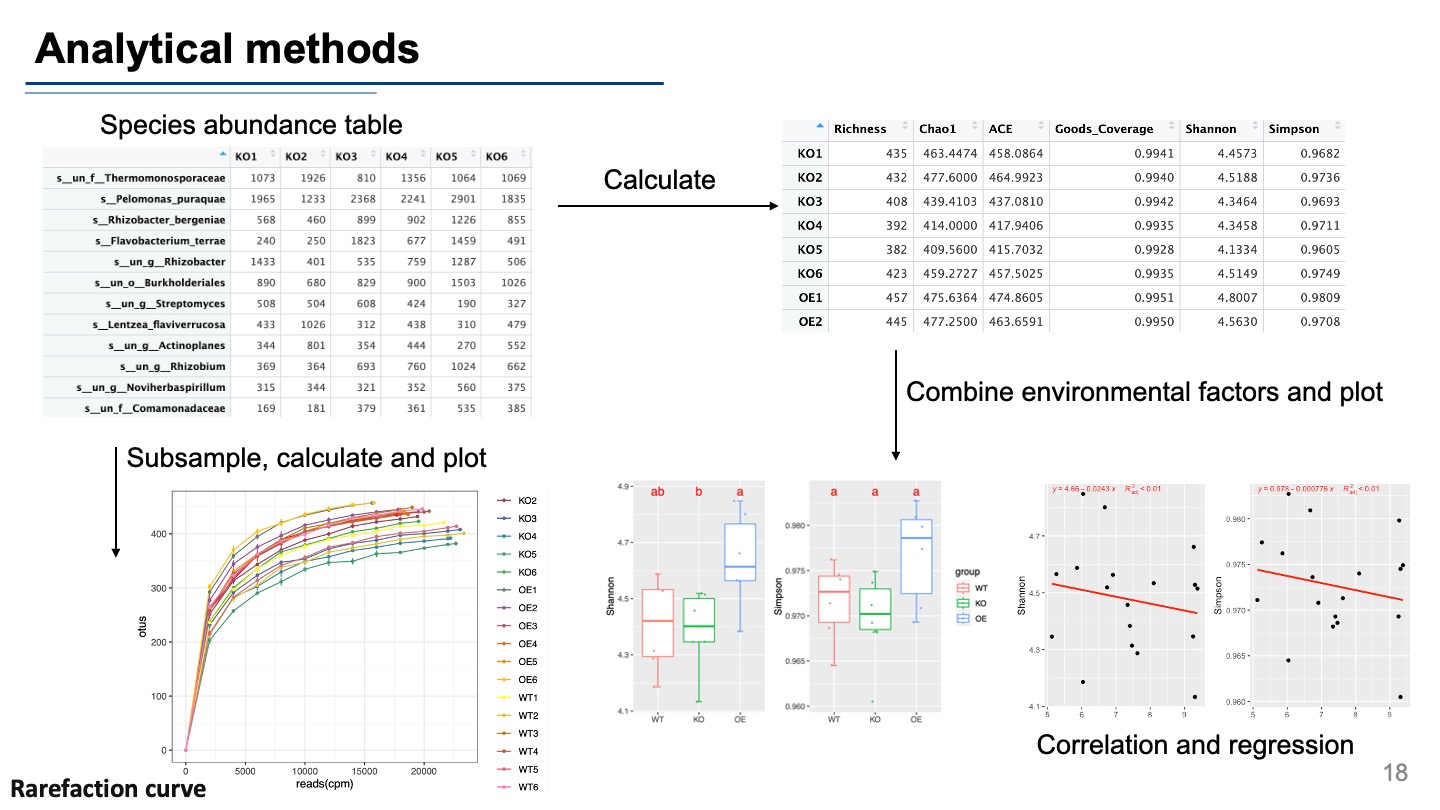 Analytical methods
Species abundance table
KO1 KO2 KO3 KO4 KO5 KO6
s__un_f__Thermomonosporaceae 1073 1926 810 1356 1064 1069
s__Pelomonas_puraquae 1965 1233 2368 2241 2901 1835
s__Rhizobacter_bergeniae 568 460 899 902 1226 855
s__Flavobacterium_terrae 240 250 1823 677 1459 491
s__un_g__Rhizobacter 1433 401 535 759 1287 506
s__un_o__Burkholderiales 890 680 829 900 1503 1026
s__un_g__Streptomyces 508 504 608 424 190 327
s__Lentzea_flaviverrucosa 433 1026 312 438 310 479
s__un_g__Actinoplanes 344 801 354 444 270 552
s__un_g__Rhizobium 369 364 693 760 1024 662
s__un_g__Noviherbaspirillum 315 344 321 352 560 375
s__un_f__Comamonadaceae 169 181 379 361 535 385
Calculate
Richness Chao1 ACE Goods_Coverage Shannon Simpson
KO1 435 463.4474 458.0864 0.9941 4.4573 0.9682
KO2 432 477.6000 464.9923 0.9940 4.5188 0.9736
KO3 408 439.4103 437.0810 0.9942 4.3464 0.9693
KO4 392 414.0000 417.9406 0.9935 4.3458 0.9711
KO5 382 409.5600 415.7032 0.9928 4.1334 0.9605
KO6 423 459.2727 457.5025 0.9935 4.5149 0.9749
OE1 457 475.6364 474.8605 0.9951 4.8007 0.9809
OE2 445 477.2500 463.6591 0.9950 4.5630 0.9708
Combine environmental factors and plot
Subsample, calculate and plot
400
300
200
100
0
otus
0 5000 10000 15000 20000
reads(cpm)
KO2
KO3
KO4
KO5
KO6
OE1
OE2
OE3
OE4
OE5
OE6
WT1
WT2
WT3
WT4
WT5
WT6
Rarefaction curve
4.9
4.7
4.5
4.3
4.1
Shannon
ab b a
WT KO OE
0.980
0.975
0.970
0.965
0.960
Simpson
a a a
WT KO OE
group
WT
KO
OE
y = 4.66 – 0.0243 x R²adj < 0.01
4.7
4.5
4.3
4.1
Shannon
5 6 7 8 9
y = 0.978 – 0.000776 x R²adj < 0.01
0.980
0.975
0.970
0.965
0.960
Simpson
5 6 7 8 9
Correlation and regression
18